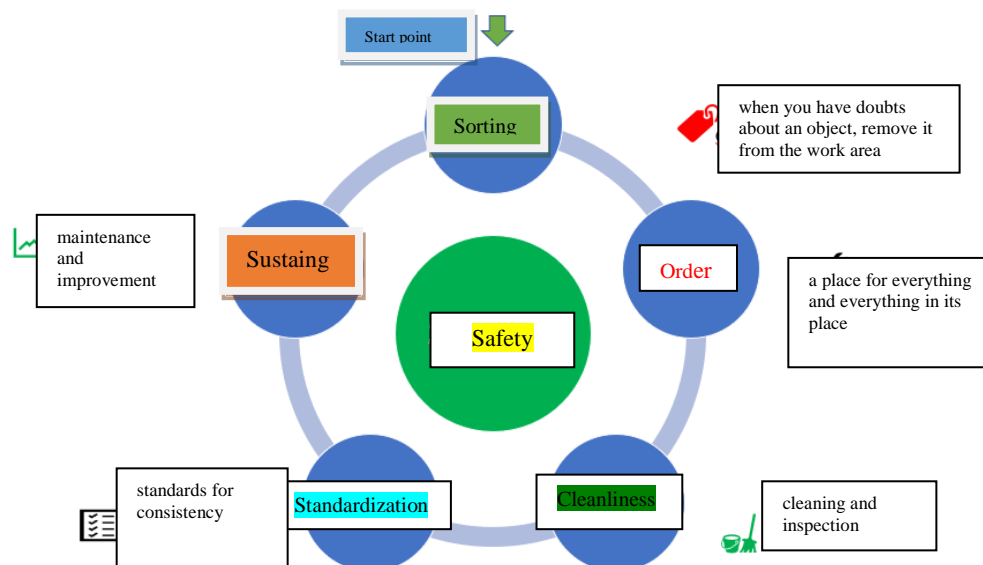 Start point
Sorting
when you have doubts
about an object, remove it
from the work area
maintenance
and
improvement
Sustaing
Order
a place for everything
and everything in its
place
Safety
standards for
consistency
Standardization
Cleanliness
cleaning and
inspection